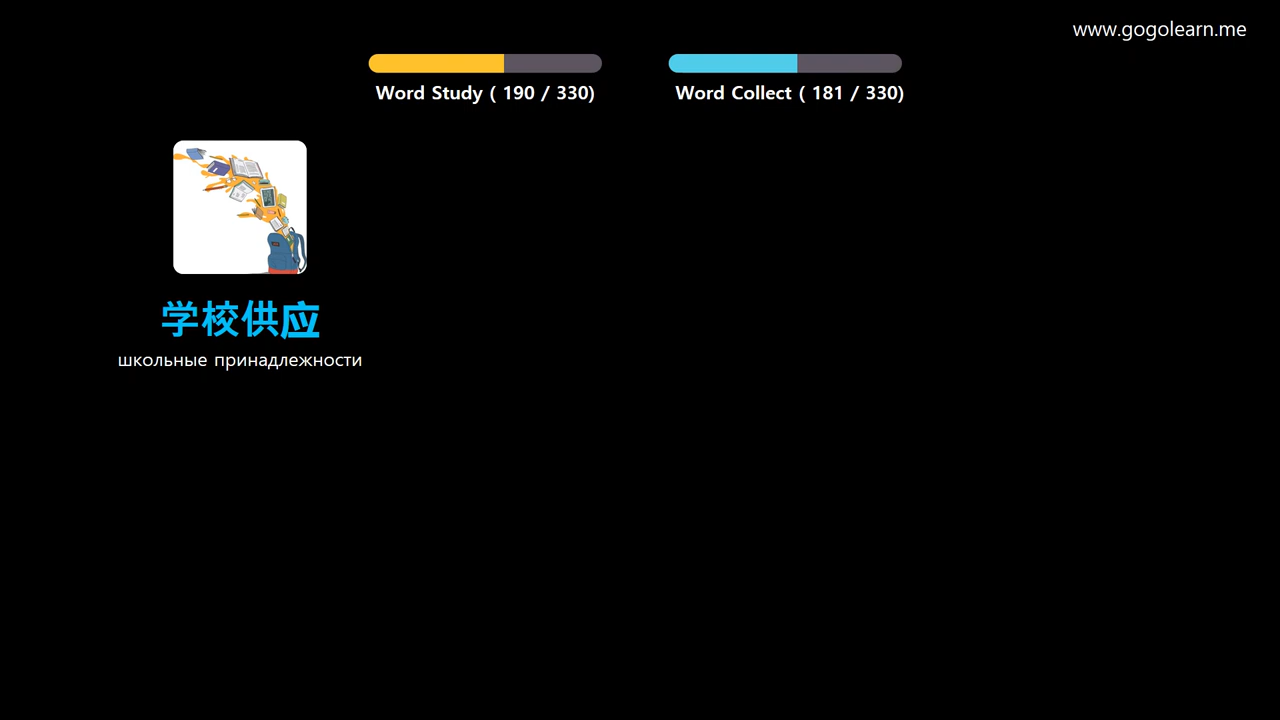 www.gogolearn.me
Word Study ( 190 / 330)
Word Collect ( 181 / 330)
学校供应
школьные принадлежности